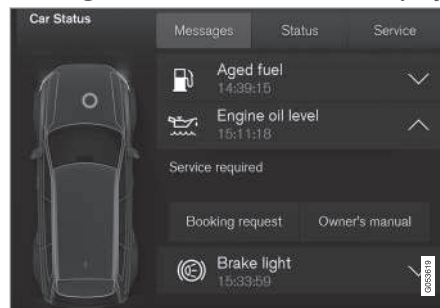 Car Status
Messages
Status
Service
Aged fuel
14:39:15
Engine oil level
15:11:18
Service required
Booking request
Owner's manual
Brake light
15:33:59
G053619